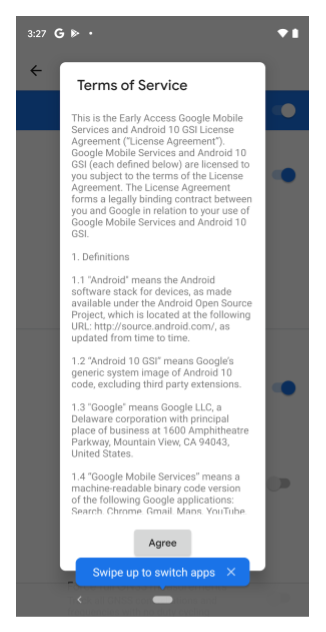 3:27 G
Terms of Service
This is the Early Access Google Mobile
Services and Android 10 GSI License
Agreement ("License Agreement").
Google Mobile Services and Android 10
GSI (each defined below) are licensed to
you subject to the terms of the License
Agreement. The License Agreement
forms a legally binding contract between
you and Google in relation to your use of
Google Mobile Services and Android 10
GSI.
1. Definitions
1.1 "Android" means the Android
software stack for devices, as made
available under the Android Open Source
Project, which is located at the following
URL: http://source.android.com/, as
updated from time to time.
1.2 “Android 10 GSI” means Google’s
generic system image of Android 10
code, excluding third party extensions.
1.3 "Google" means Google LLC, a
Delaware corporation with principal
place of business at 1600 Amphitheatre
Parkway, Mountain View, CA 94043,
United States.
1.4 “Google Mobile Services” means a
machine-readable binary code version
of the following Google applications:
Search, Chrome, Gmail, Maps, YouTube,
Agree
Swipe up to switch apps